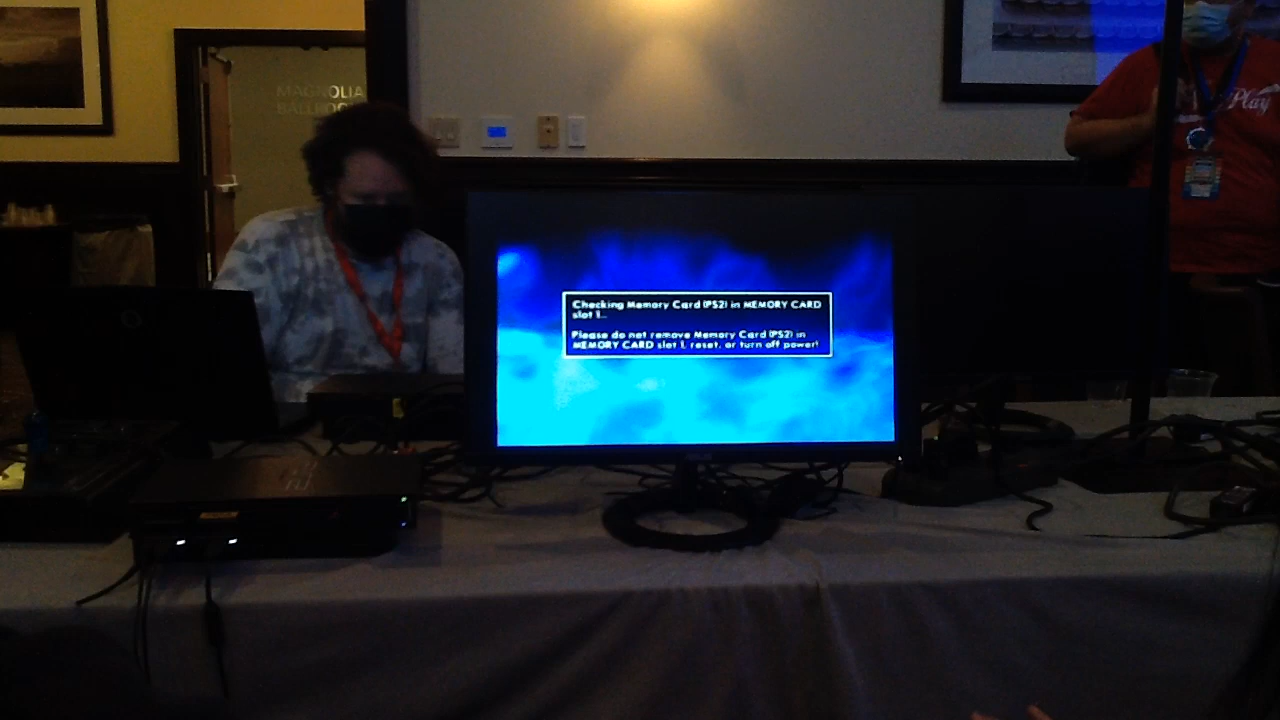 MAGNOLIA
BALLROO
Play
Checking Memory Card (PS2) in MEMORY CARD
slot 1...
Please do not remove Memory Card (PS2) in
MEMORY CARD slot 1, reset, or turn off power!